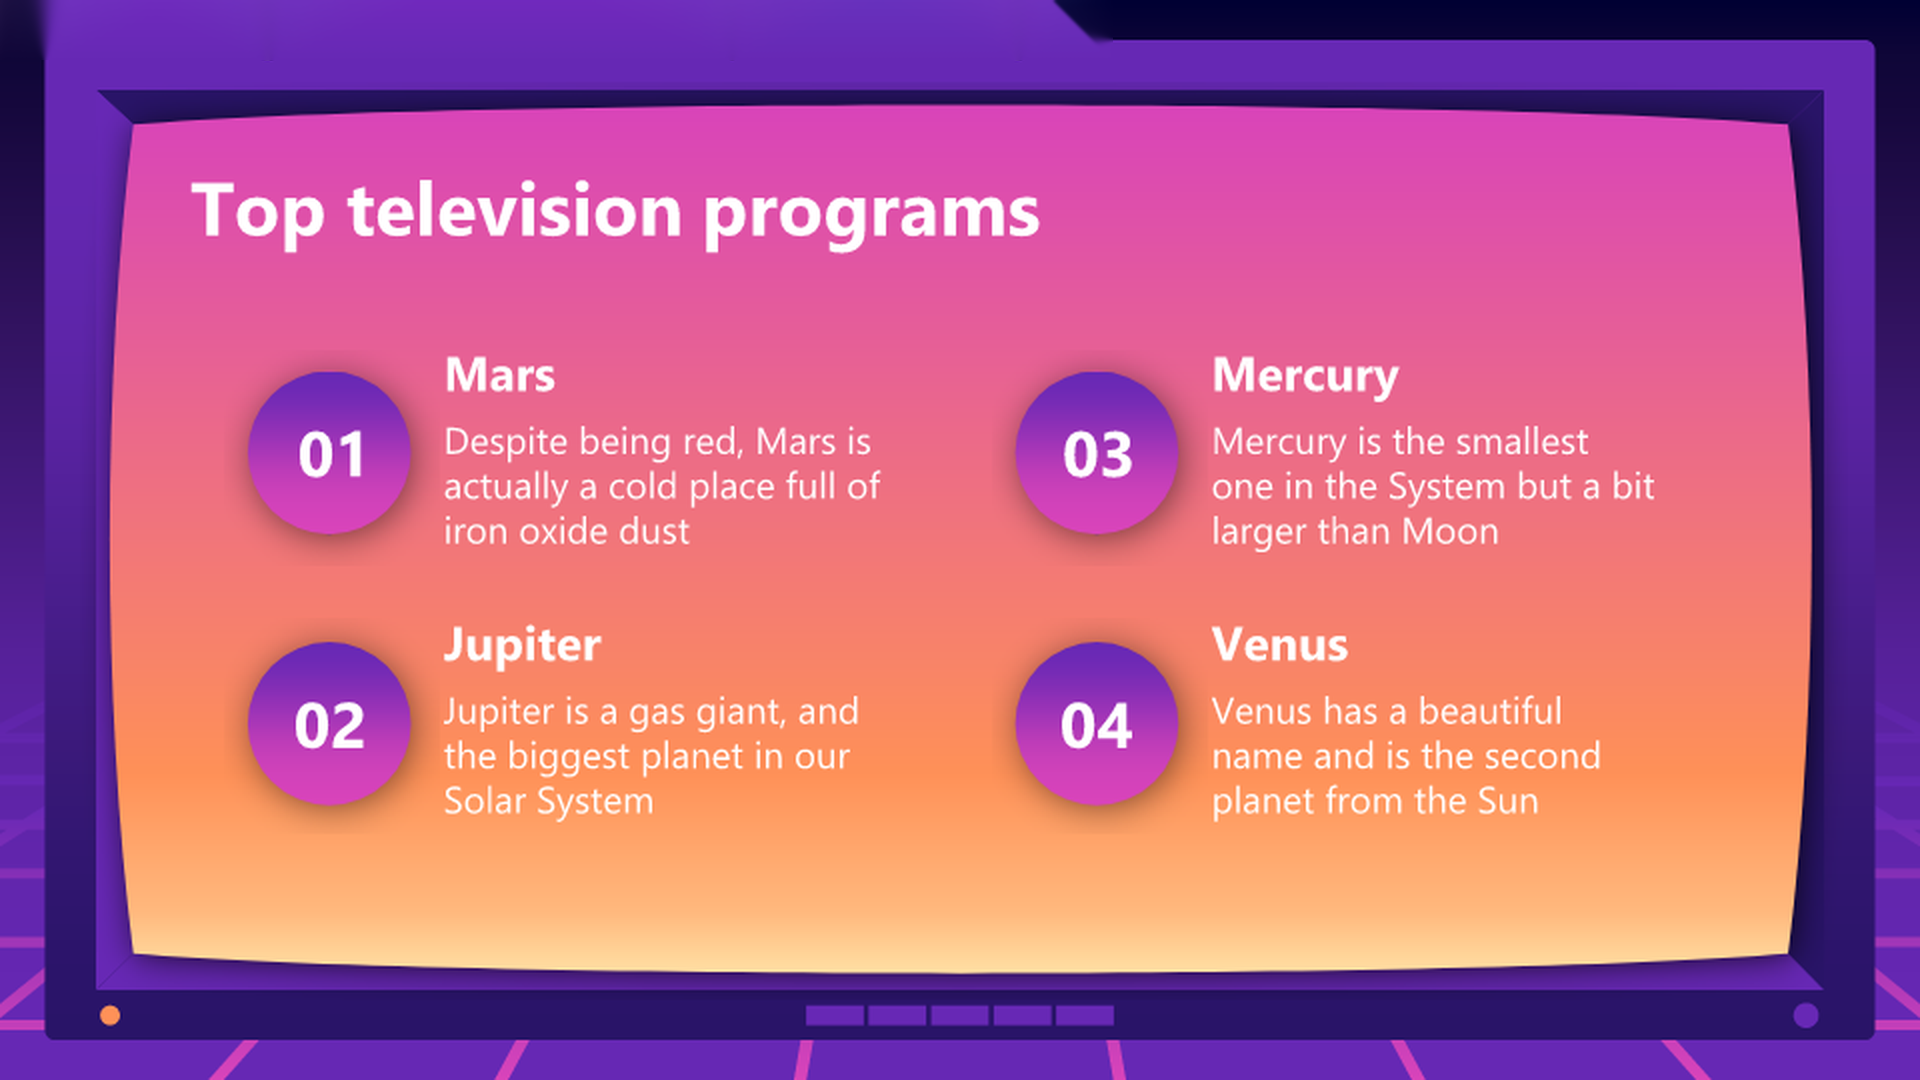 Top television programs
01
Mars
Despite being red, Mars is
actually a cold place full of
iron oxide dust
02
Jupiter
Jupiter is a gas giant, and
the biggest planet in our
Solar System
03
Mercury
Mercury is the smallest
one in the System but a bit
larger than Moon
04
Venus
Venus has a beautiful
name and is the second
planet from the Sun